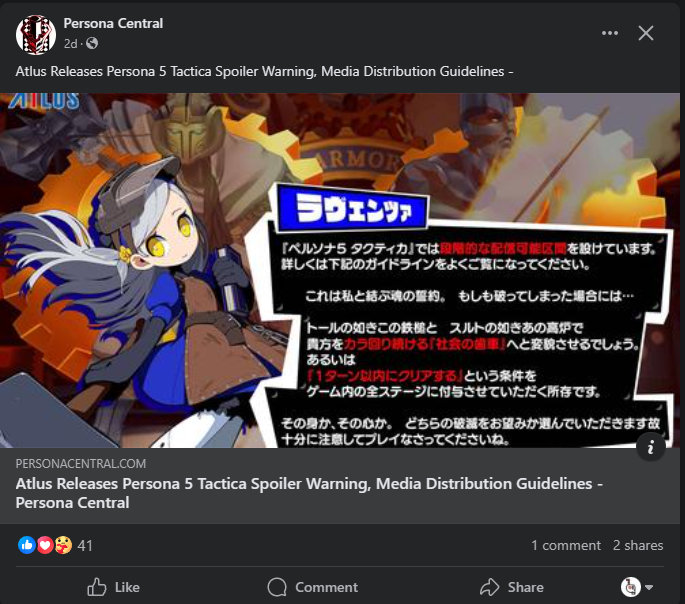 Persona Central
2d
Atlus Releases Persona 5 Tactica Spoiler Warning, Media Distribution Guidelines -
ATLUS
ARMOR
ラヴェンツァ
『ペルソナ5 タクティカ』では段階的な配信可能区間を設けています。
詳しくは下記のガイドラインをよくご覧になってください。
これは私と結ぶ魂の誓約。 もしも破ってしまった場合には…
トールの如きこの鉄槌と スルトの如きあの高炉で
貴方をカラ回り続ける「社会の歯車」へと変貌させるでしょう。
あるいは
『1ターン以内にクリアする』という条件を
ゲーム内の全ステージに付与させていただく所存です。
その身か、その心か。 どちらの破滅をお望みか選んでいただきます故
十分に注意してプレイなさってくださいね。
PERSONACENTRAL.COM
Atlus Releases Persona 5 Tactica Spoiler Warning, Media Distribution Guidelines -
Persona Central
41
1 comment 2 shares
Like Comment Share